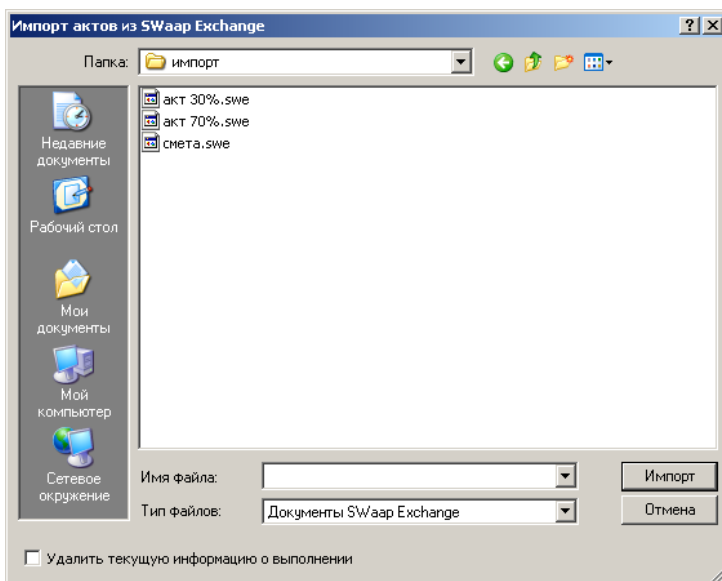 Импорт актов из SWaap Exchange
Папка: импорт
акт 30%.swe
акт 70%.swe
смета.swe
Недавние
документы
Рабочий стол
Мои
документы
Мой
компьютер
Сетевое
окружение
Имя файла:
Импорт
Тип файлов: Документы SWaap Exchange
Отмена
Удалить текущую информацию о выполнении